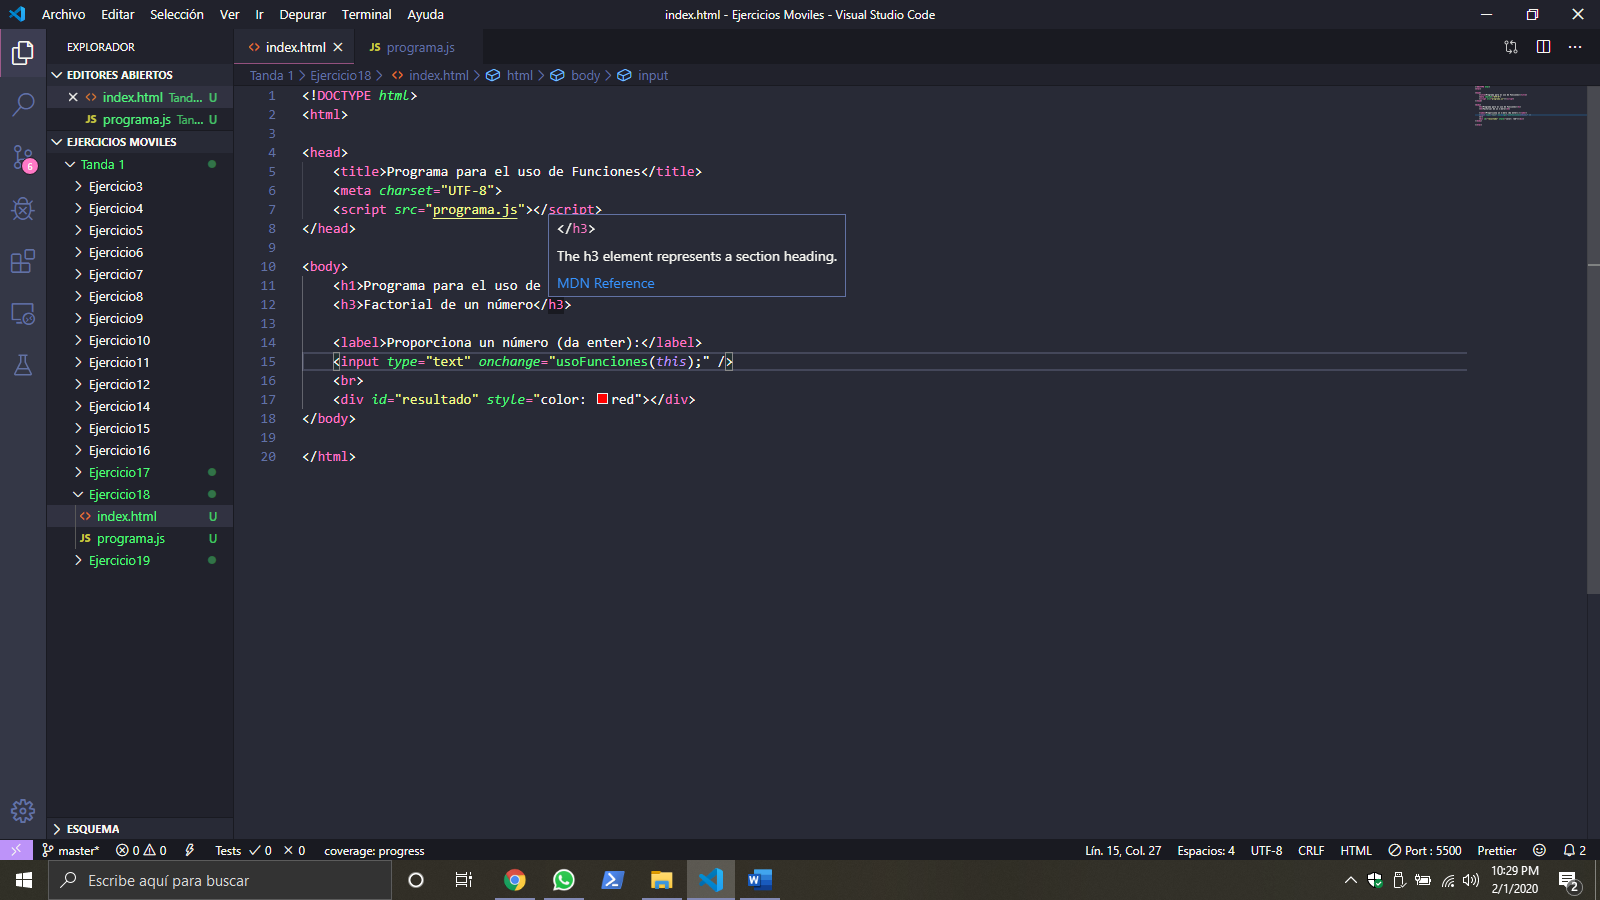 Archivo Editar Selección Ver Ir Depurar Terminal Ayuda
index.html - Ejercicios Moviles - Visual Studio Code
EXPLORADOR
index.html
JS programa.js
EDITORES ABIERTOS
index.html Tand... U
JS programa.js Tan... U
EJERCICIOS MOVILES
Tanda 1
Ejercicio3
Ejercicio4
Ejercicio5
Ejercicio6
Ejercicio7
Ejercicio8
Ejercicio9
Ejercicio10
Ejercicio11
Ejercicio12
Ejercicio14
Ejercicio15
Ejercicio16
Ejercicio17
Ejercicio18
index.html U
JS programa.js U
Ejercicio19
ESQUEMA
6
Tanda 1 > Ejercicio18 > index.html > html > body > input
1 <!DOCTYPE html>
2 <html>
3
4 <head>
5 <title>Programa para el uso de Funciones</title>
6 <meta charset="UTF-8">
7 <script src="programa.js"></script>
8 </head>
9
10 <body>
11 <h1>Programa para el uso de
12 <h3>Factorial de un número</h3>
13
14 <label>Proporciona un número (da enter):</label>
15 <input type="text" onchange="usoFunciones(this);" />
16 <br>
17 <div id="resultado" style="color: red"></div>
18 </body>
19
20 </html>
</h3>
The h3 element represents a section heading.
MDN Reference
master* 0 0 Tests 0 0 coverage: progress
Lín. 15, Col. 27 Espacios: 4 UTF-8 CRLF HTML Port : 5500 Prettier 2
Escribe aquí para buscar
10:29 PM
2/1/2020
2